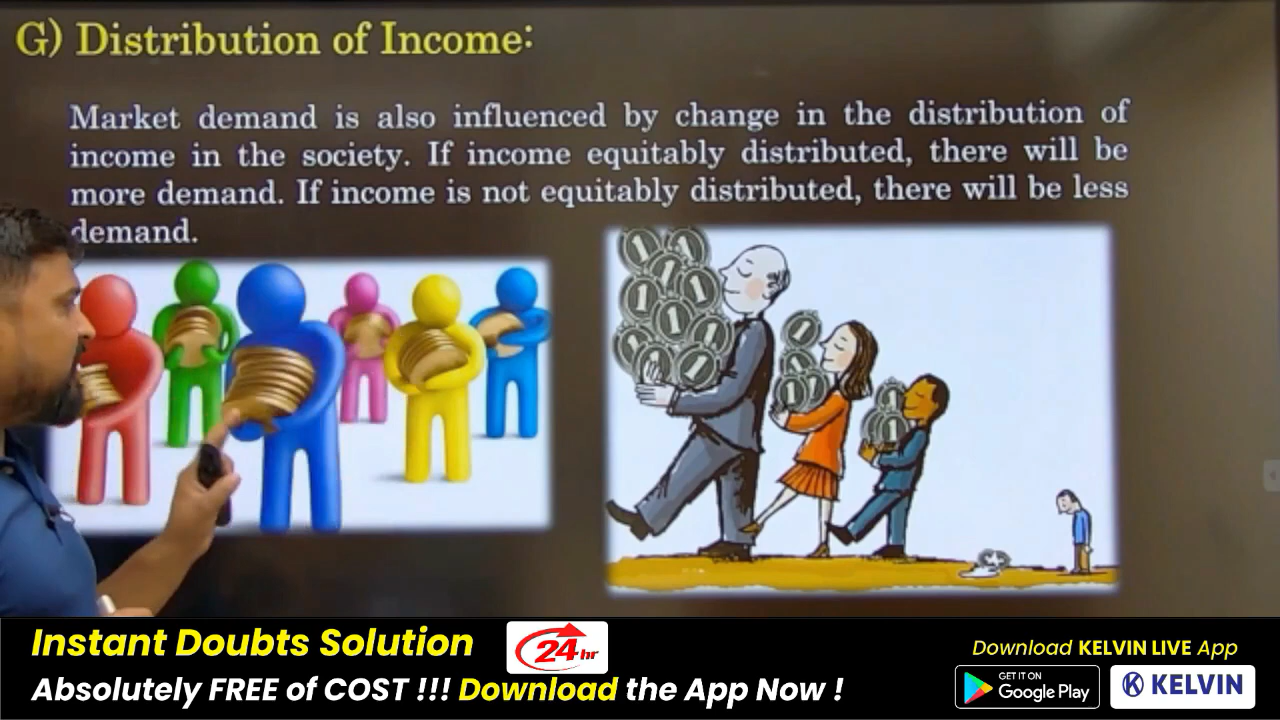 G) Distribution of Income:
Market demand is also influenced by change in the distribution of
income in the society. If income equitably distributed, there will be
more demand. If income is not equitably distributed, there will be less
demand.
Instant Doubts Solution
24hr
Absolutely FREE of COST !!! Download the App Now !
Download KELVIN LIVE App
GET IT ON
Google Play
KELVIN